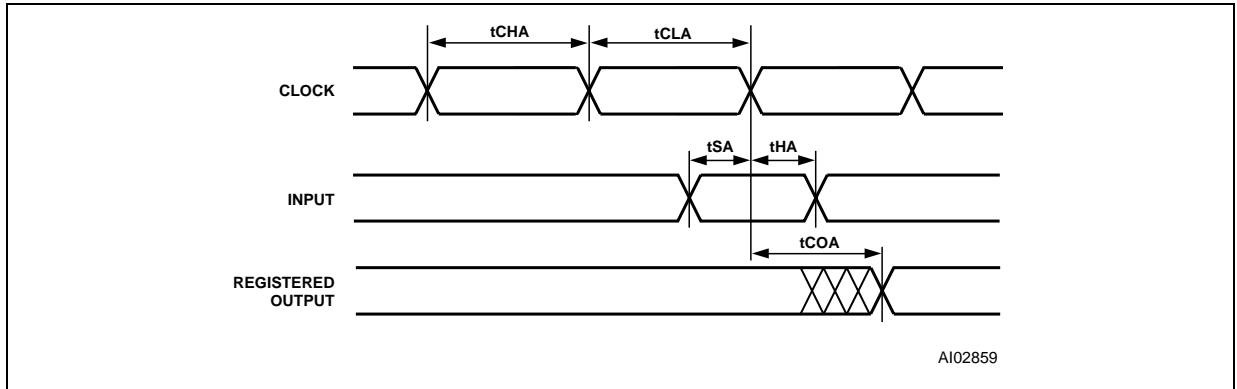 tCHA tCLA
CLOCK
tSA tHA
INPUT
tCOA
REGISTERED
OUTPUT
AI02859